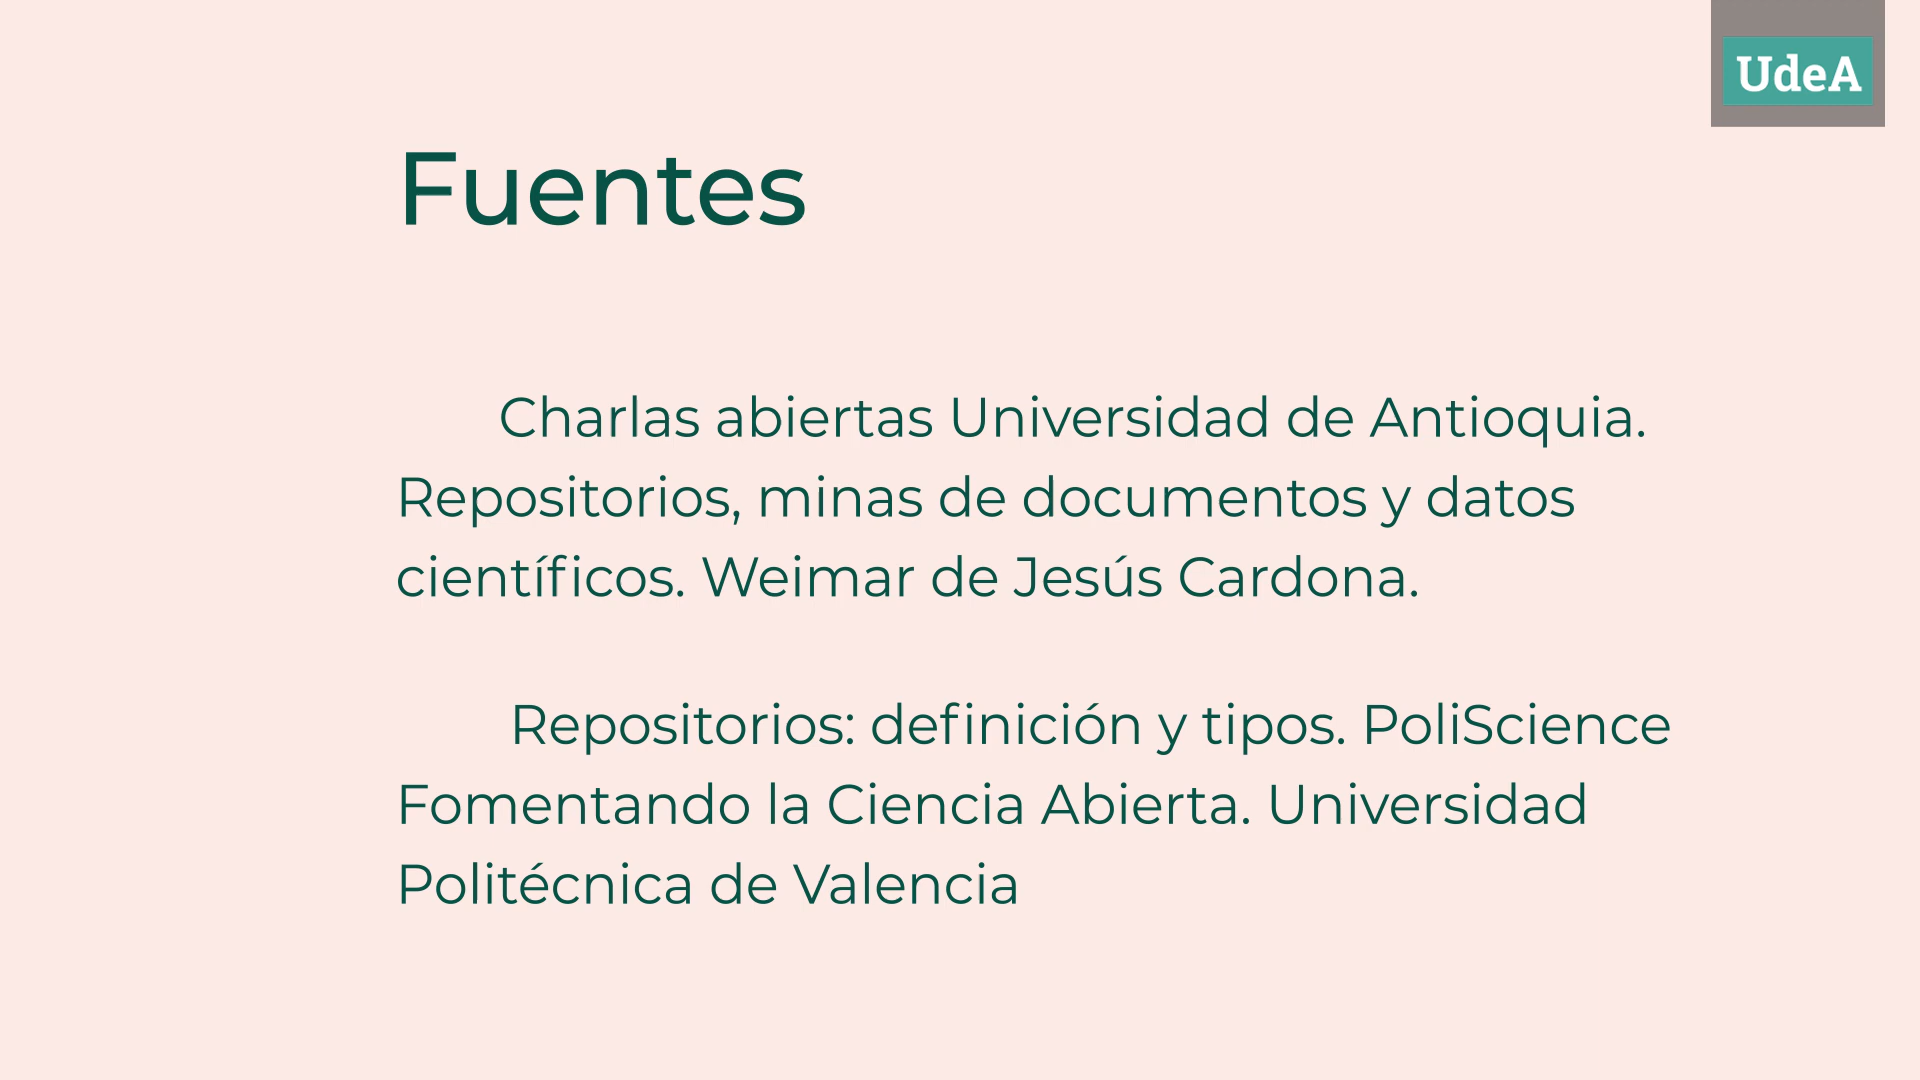 UdeA
Fuentes
Charlas abiertas Universidad de Antioquia.
Repositorios, minas de documentos y datos
científicos. Weimar de Jesús Cardona.
Repositorios: definición y tipos. PoliScience
Fomentando la Ciencia Abierta. Universidad
Politécnica de Valencia